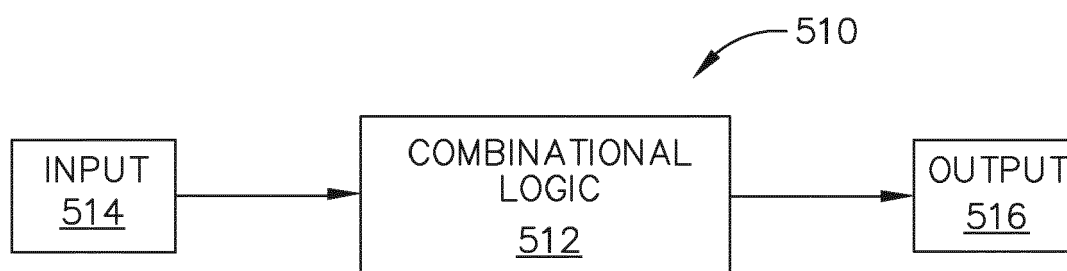 510
INPUT
514
COMBINATIONAL
LOGIC
512
OUTPUT
516